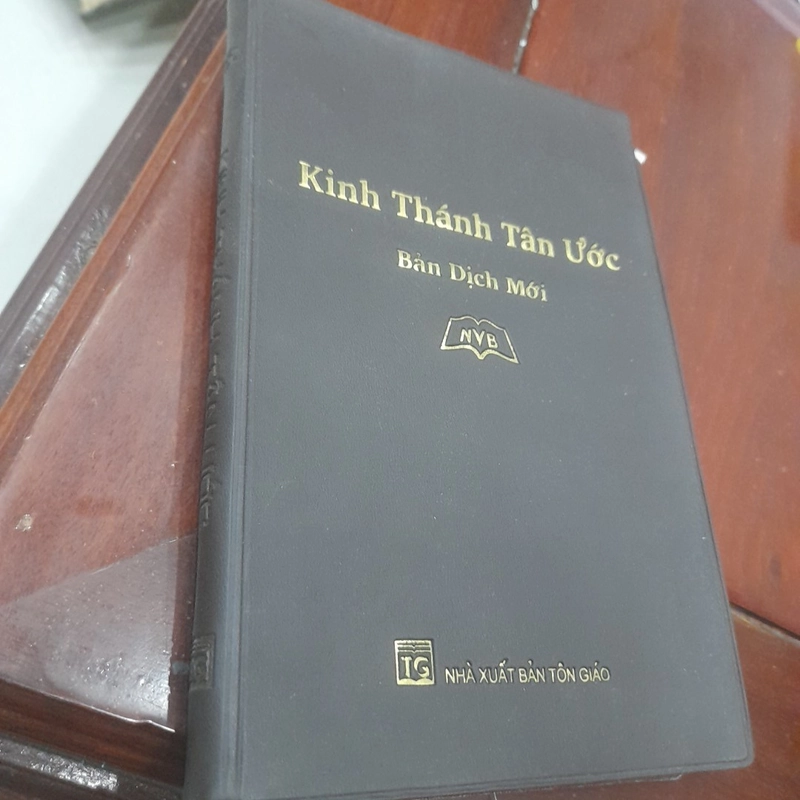 Kinh Thánh Tân Ước
Bản Dịch Mới
NVB
TG NHÀ XUẤT BẢN TÔN GIÁO